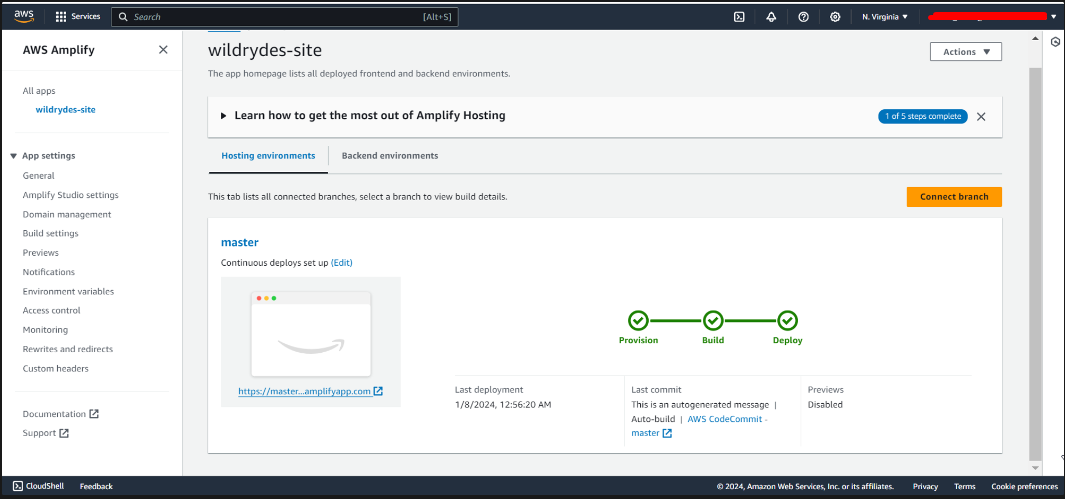 aws
Services
Search
[Alt+S]
N. Virginia
AWS Amplify
All apps
wildrydes-site
App settings
General
Amplify Studio settings
Domain management
Build settings
Previews
Notifications
Environment variables
Access control
Monitoring
Rewrites and redirects
Custom headers
Documentation
Support
wildrydes-site
Actions
The app homepage lists all deployed frontend and backend environments.
Learn how to get the most out of Amplify Hosting
1 of 5 steps complete
Hosting environments
Backend environments
This tab lists all connected branches, select a branch to view build details.
Connect branch
master
Continuous deploys set up (Edit)
https://master...amplifyapp.com
Provision
Build
Deploy
Last deployment
1/8/2024, 12:56:20 AM
Last commit
This is an autogenerated message |
Auto-build | AWS CodeCommit -
master
Previews
Disabled
CloudShell
Feedback
© 2024, Amazon Web Services, Inc. or its affiliates.
Privacy
Terms
Cookie preferences